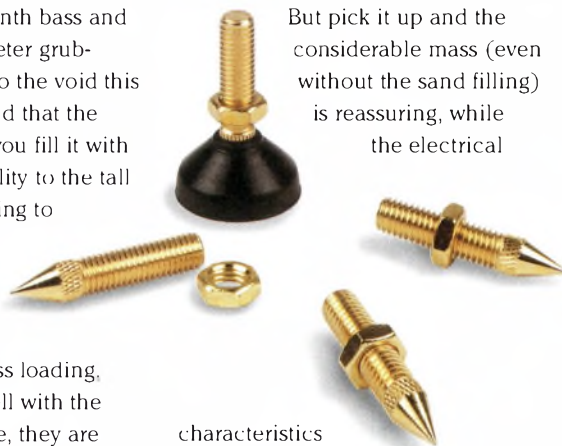 nth bass and
eter grub-
o the void this
d that the
you fill it with
lity to the tall
ing to
ss loading,
ll with the
e, they are
But pick it up and the
considerable mass (even
without the sand filling)
is reassuring, while
the electrical
characteristics